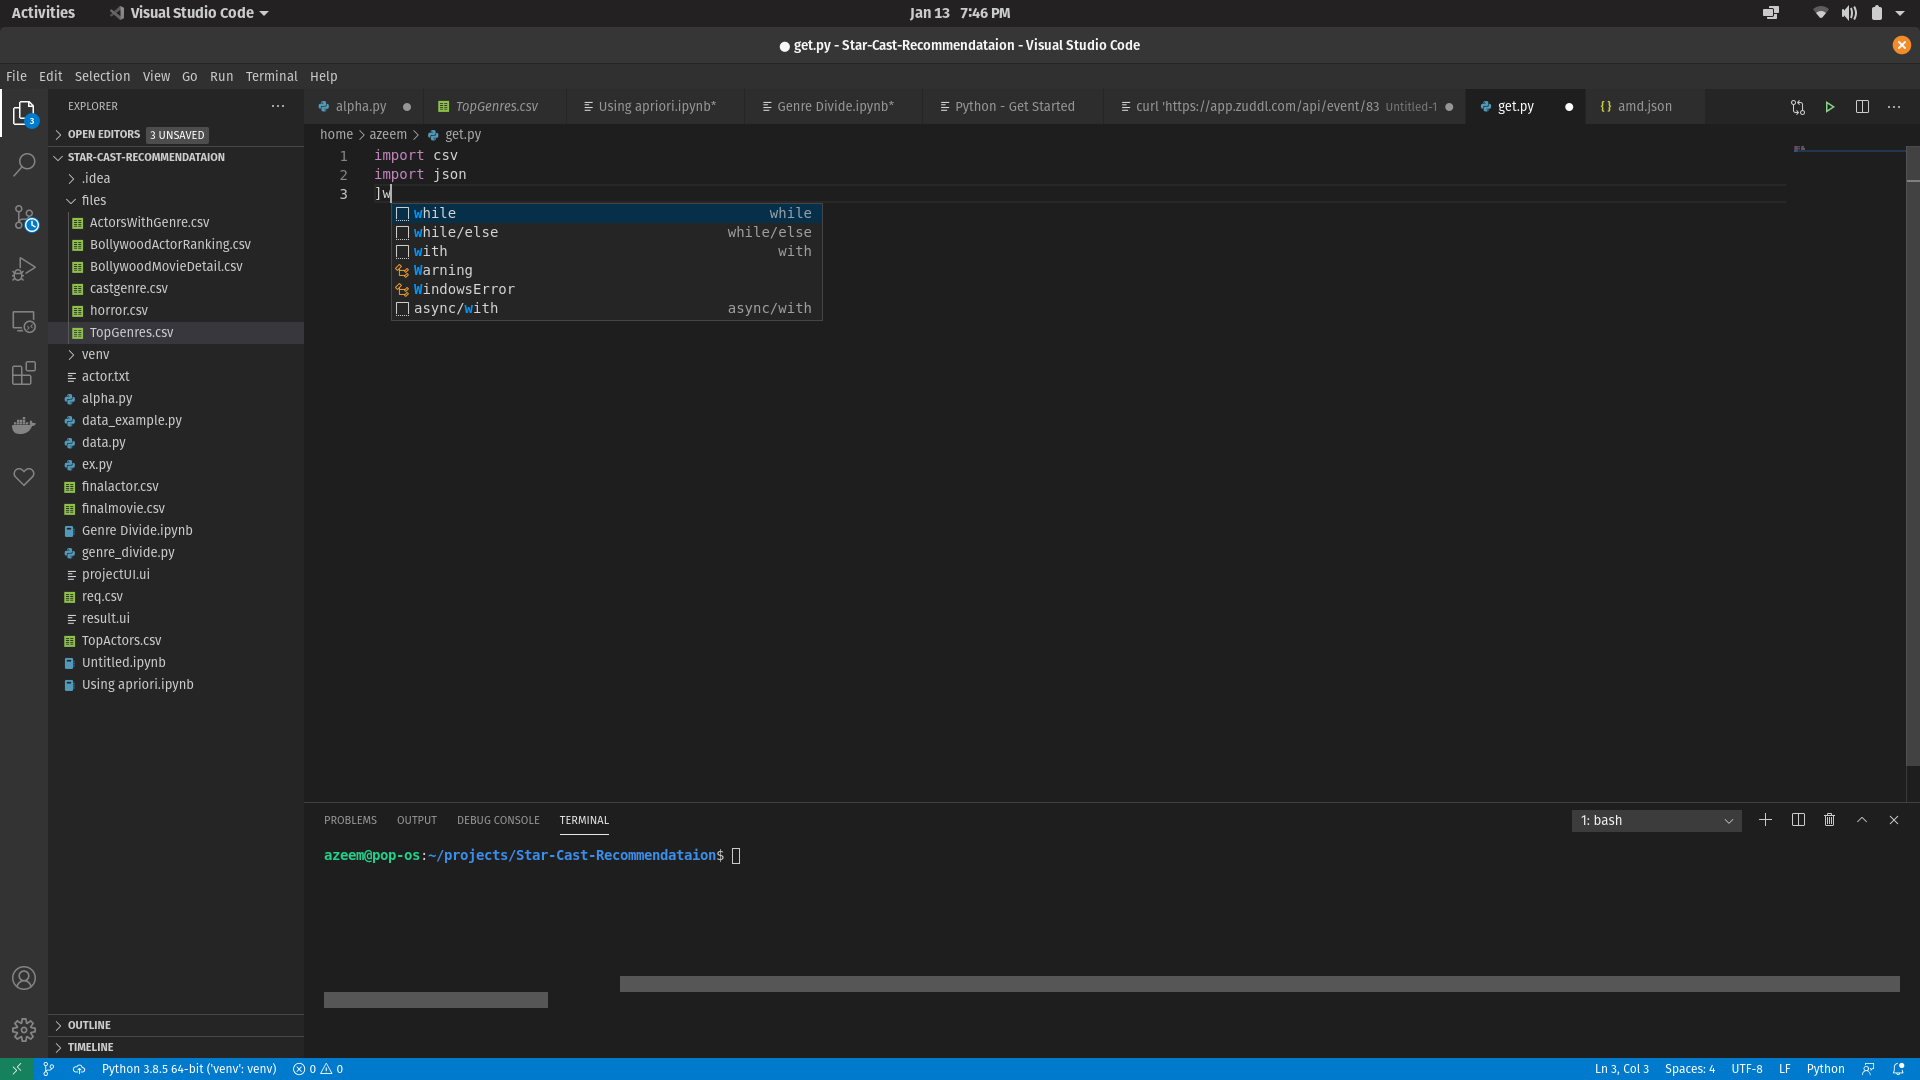 Activities Visual Studio Code Jan 13 7:46 PM
● get.py - Star-Cast-Recommendataion - Visual Studio Code
File Edit Selection View Go Run Terminal Help
EXPLORER
3
OPEN EDITORS 3 UNSAVED
STAR-CAST-RECOMMENDATAION
.idea
files
ActorsWithGenre.csv
BollywoodActorRanking.csv
BollywoodMovieDetail.csv
castgenre.csv
horror.csv
TopGenres.csv
venv
actor.txt
alpha.py
data_example.py
data.py
ex.py
finalactor.csv
finalmovie.csv
Genre Divide.ipynb
genre_divide.py
projectUI.ui
req.csv
result.ui
TopActors.csv
Untitled.ipynb
Using apriori.ipynb
OUTLINE
TIMELINE
alpha.py ● TopGenres.csv Using apriori.ipynb* Genre Divide.ipynb* Python - Get Started curl 'https://app.zuddl.com/api/event/83 Untitled-1 ● get.py ● {} amd.json
home > azeem > get.py
1 import csv
2 import json
3 ]w
while while
while/else while/else
with with
Warning
WindowsError
async/with async/with
PROBLEMS OUTPUT DEBUG CONSOLE TERMINAL 1: bash
azeem@pop-os:~/projects/Star-Cast-Recommendataion$
Python 3.8.5 64-bit ('venv': venv) 0 0 Ln 3, Col 3 Spaces: 4 UTF-8 LF Python